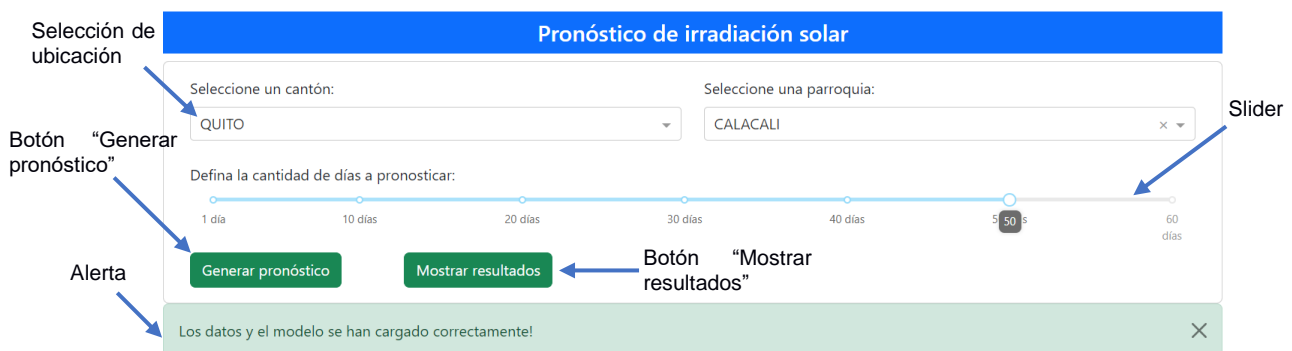 Pronóstico de irradiación solar
Selección de
ubicación
Seleccione un cantón:
Seleccione una parroquia:
QUITO
CALACALI
Slider
Botón “Generar
pronóstico”
Defina la cantidad de días a pronosticar:
1 día
10 días
20 días
30 días
40 días
50
60
días
Generar pronóstico
Mostrar resultados
Botón “Mostrar
resultados”
Alerta
Los datos y el modelo se han cargado correctamente!